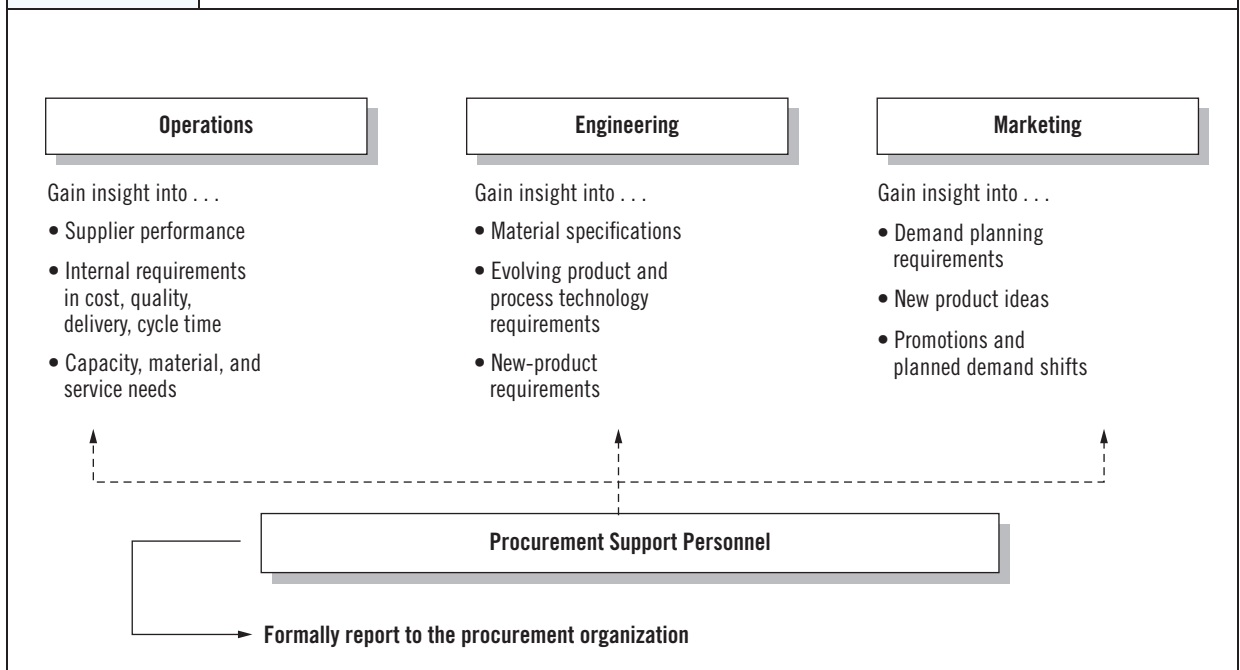 Operations
Gain insight into . . .
• Supplier performance
• Internal requirements
in cost, quality,
delivery, cycle time
• Capacity, material, and
service needs
Engineering
Gain insight into . . .
• Material specifications
• Evolving product and
process technology
requirements
• New-product
requirements
Marketing
Gain insight into . . .
• Demand planning
requirements
• New product ideas
• Promotions and
planned demand shifts
Procurement Support Personnel
Formally report to the procurement organization